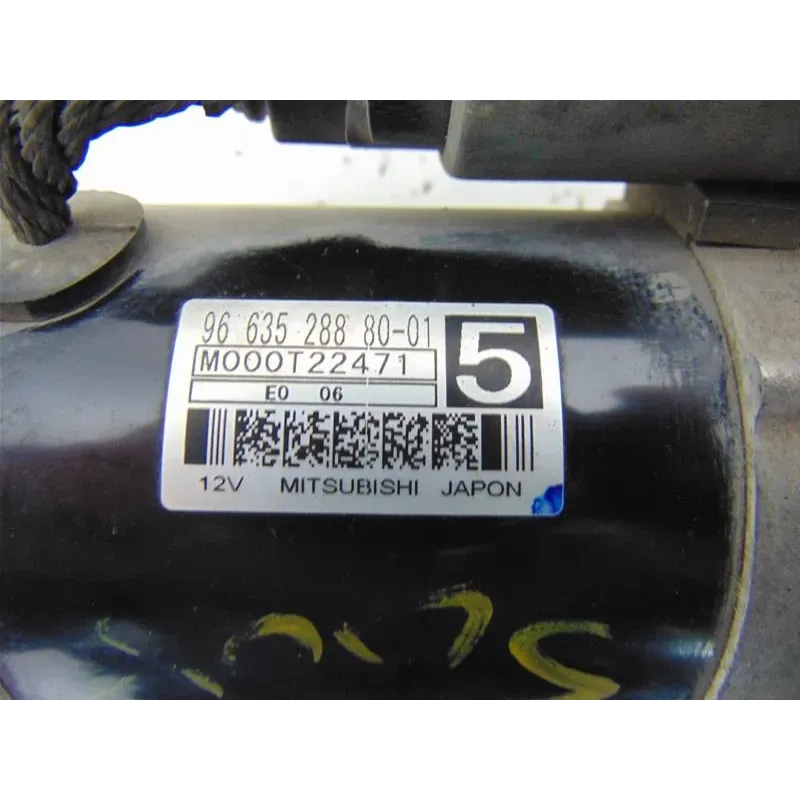 96 635 288 80-01
5
M000T22471
E0 06
12V MITSUBISHI JAPON